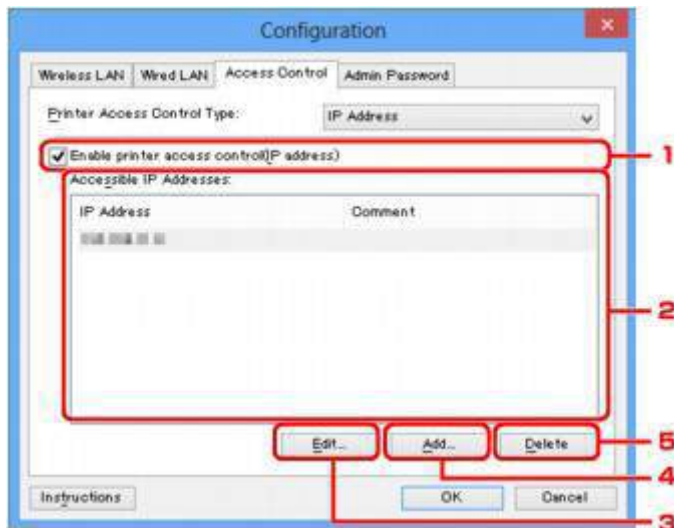 Configuration
Wireless LAN Wired LAN Access Control Admin Password
Printer Access Control Type: IP Address
Enable printer access control(IP address) 1
Accessible IP Addresses:
IP Address Comment
2
Edit... Add... Delete 5
4
Instructions OK Cancel
3